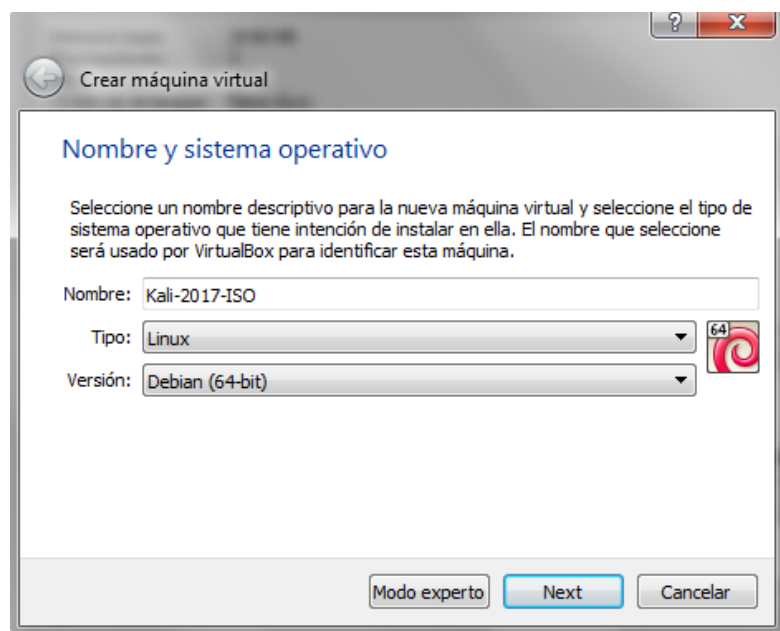 Crear máquina virtual
Nombre y sistema operativo
Seleccione un nombre descriptivo para la nueva máquina virtual y seleccione el tipo de
sistema operativo que tiene intención de instalar en ella. El nombre que seleccione
será usado por VirtualBox para identificar esta máquina.
Nombre: Kali-2017-ISO
Tipo: Linux
64
Versión: Debian (64-bit)
Modo experto Next Cancelar